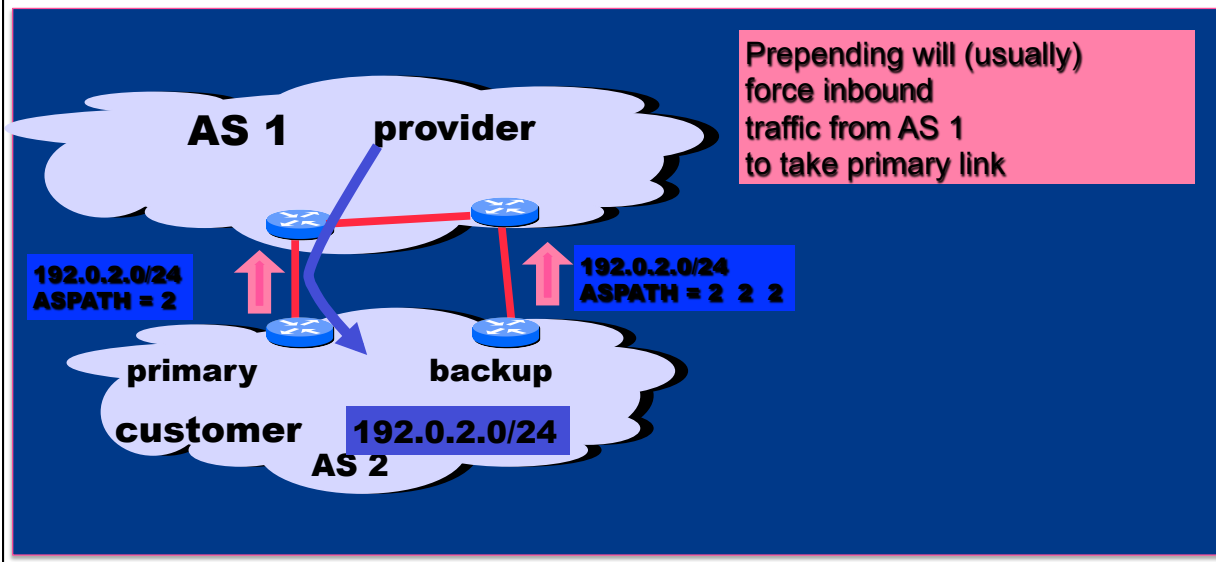 Prepending will (usually)
force inbound
traffic from AS 1
to take primary link
AS 1 provider
192.0.2.0/24
ASPATH = 2
192.0.2.0/24
ASPATH = 2 2 2
primary
backup
customer
192.0.2.0/24
AS 2